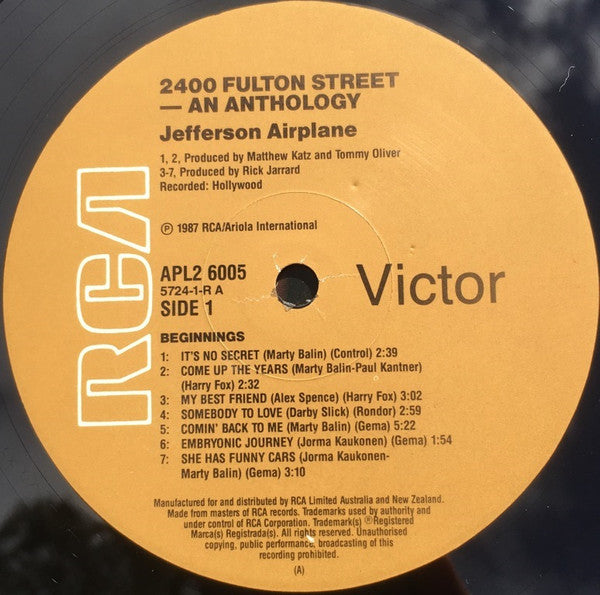 2400 FULTON STREET
— AN ANTHOLOGY
Jefferson Airplane
1, 2, Produced by Matthew Katz and Tommy Oliver
3-7, Produced by Rick Jarrard
Recorded: Hollywood
RCA
℗ 1987 RCA/Ariola International
APL2 6005
5724-1-R A
SIDE 1
Victor
BEGINNINGS
1: IT'S NO SECRET (Marty Balin) (Control) 2:39
2: COME UP THE YEARS (Marty Balin-Paul Kantner)
(Harry Fox) 2:32
3: MY BEST FRIEND (Alex Spence) (Harry Fox) 3:02
4: SOMEBODY TO LOVE (Darby Slick) (Rondor) 2:59
5: COMIN' BACK TO ME (Marty Balin) (Gema) 5:22
6: EMBRYONIC JOURNEY (Jorma Kaukonen) (Gema) 1:54
7: SHE HAS FUNNY CARS (Jorma Kaukonen-
Marty Balin) (Gema) 3:10
Manufactured for and distributed by RCA Limited Australia and New Zealand.
Made from masters of RCA records. Trademarks used by authority and
under control of RCA Corporation. Trademark(s) ®Registered
Marca(s) Registrada(s). All rights reserved. Unauthorised
copying, public performance, broadcasting of this
recording prohibited.
(A)